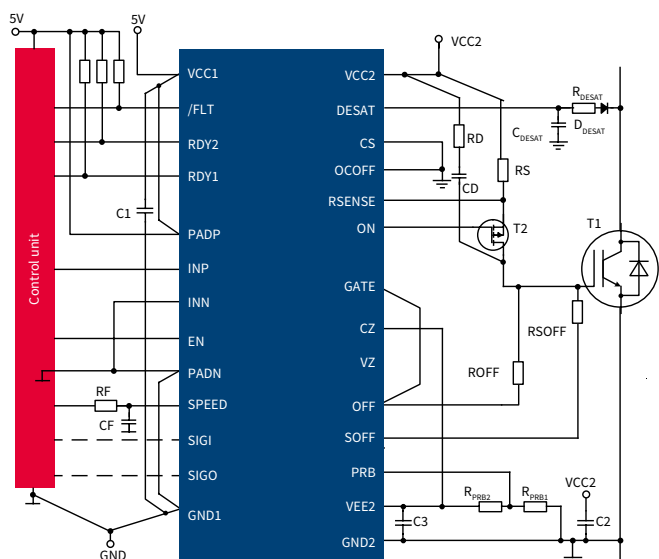 5V
5V
VCC2
Control unit
VCC1
/FLT
RDY2
RDY1
C1
PADP
INP
INN
EN
PADN
RF
SPEED
CF
SIGI
SIGO
GND1
GND
VCC2
DESAT
CS
OCOFF
RSENSE
ON
GATE
CZ
VZ
OFF
SOFF
PRB
VEE2
GND2
RDESAT
DDESAT
CDESAT
RD
CD
RS
T2
T1
RSOFF
ROFF
RPRB2
RPRB1
VCC2
C3
C2